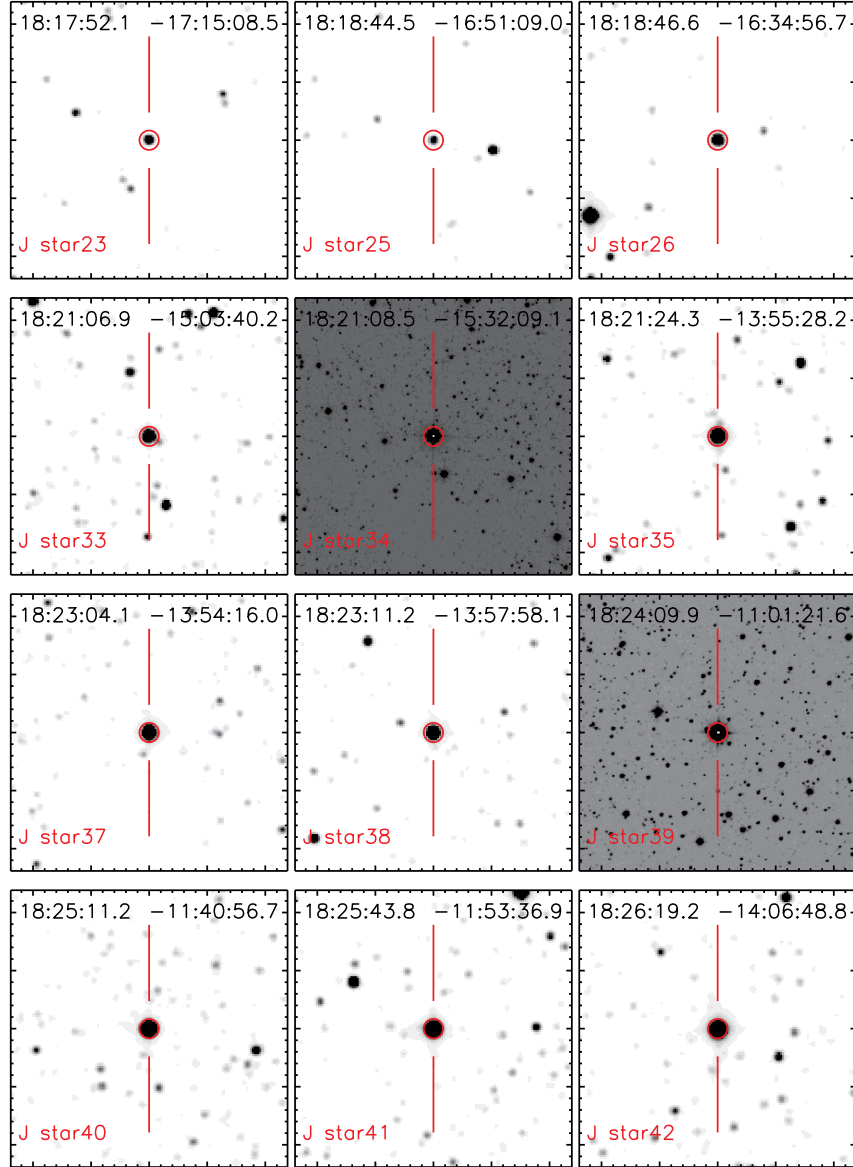 18:17:52.1 −17:15:08.5
J star23
18:18:44.5 −16:51:09.0
J star25
18:18:46.6 −16:34:56.7
J star26
18:21:06.9 −15:03:40.2
J star33
18:21:08.5 −15:32:09.1
J star34
18:21:24.3 −13:55:28.2
J star35
18:23:04.1 −13:54:16.0
J star37
18:23:11.2 −13:57:58.1
J star38
18:24:09.9 −11:01:21.6
J star39
18:25:11.2 −11:40:56.7
J star40
18:25:43.8 −11:53:36.9
J star41
18:26:19.2 −14:06:48.8
J star42